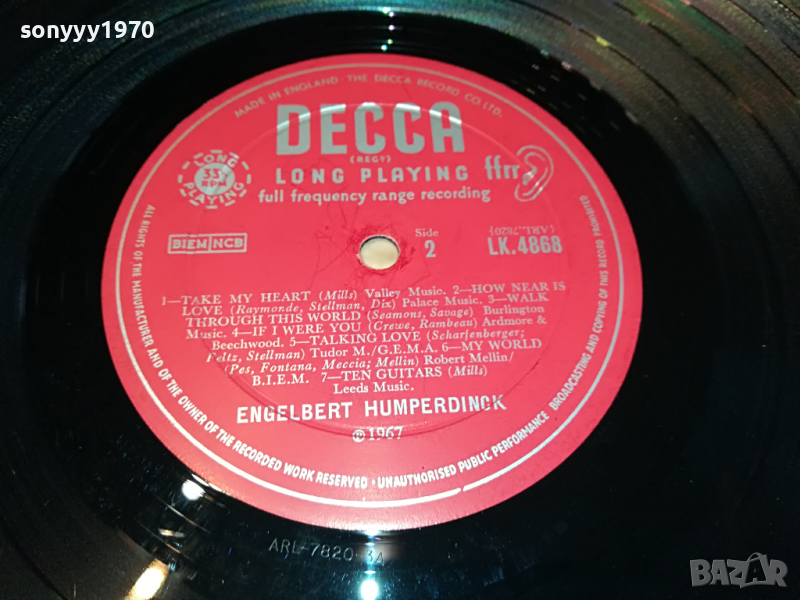 sonyyy1970
MADE IN ENGLAND THE DECCA RECORD CO. LTD.
DECCA
(REGD)
LONG PLAYING ffrr
full frequency range recording
LONG
33⅓
RPM
PLAYING
BIEM NCB
Side
2
(ARL.7820)
LK.4868
1—TAKE MY HEART (Mills) Valley Music. 2—HOW NEAR IS
LOVE (Raymonde, Stellman, Dix) Palace Music. 3—WALK
THROUGH THIS WORLD (Seamons, Savage) Burlington
Music. 4—IF I WERE YOU (Crewe, Rambeau) Ardmore &
Beechwood. 5—TALKING LOVE (Scharfenberger;
Feltz, Stellman) Tudor M./G.E.M.A. 6—MY WORLD
(Pes, Fontana, Meccia; Mellin) Robert Mellin/
B.I.E.M. 7—TEN GUITARS (Mills)
Leeds Music.
ENGELBERT HUMPERDINCK
℗1967
ALL RIGHTS OF THE MANUFACTURER AND OF THE OWNER OF THE RECORDED WORK RESERVED · UNAUTHORISED PUBLIC PERFORMANCE BROADCASTING AND COPYING OF THIS RECORD PROHIBITED
ARL-7820-3A
BAZAR